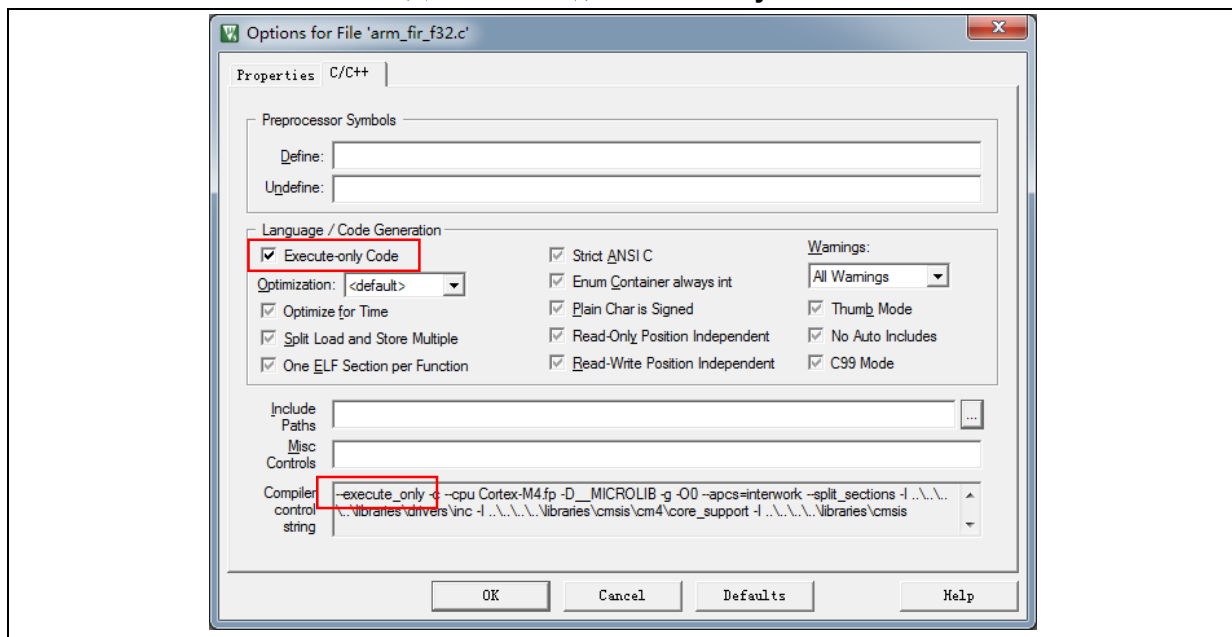 Options for File 'arm_fir_f32.c'
Properties C/C++
Preprocessor Symbols
Define:
Undefine:
Language / Code Generation
Execute-only Code
Strict ANSI C
Warnings:
Optimization: <default>
Enum Container always int
All Warnings
Optimize for Time
Plain Char is Signed
Thumb Mode
Split Load and Store Multiple
Read-Only Position Independent
No Auto Includes
One ELF Section per Function
Read-Write Position Independent
C99 Mode
Include
Paths
...
Misc
Controls
Compiler
control
string
--execute_only -c --cpu Cortex-M4.fp -D__MICROLIB -g -O0 --apcs=interwork --split_sections -I ..\..\..
\..\libraries\drivers\inc -I ..\..\..\..\libraries\cmsis\cm4\core_support -I ..\..\..\..\libraries\cmsis
OK Cancel Defaults Help